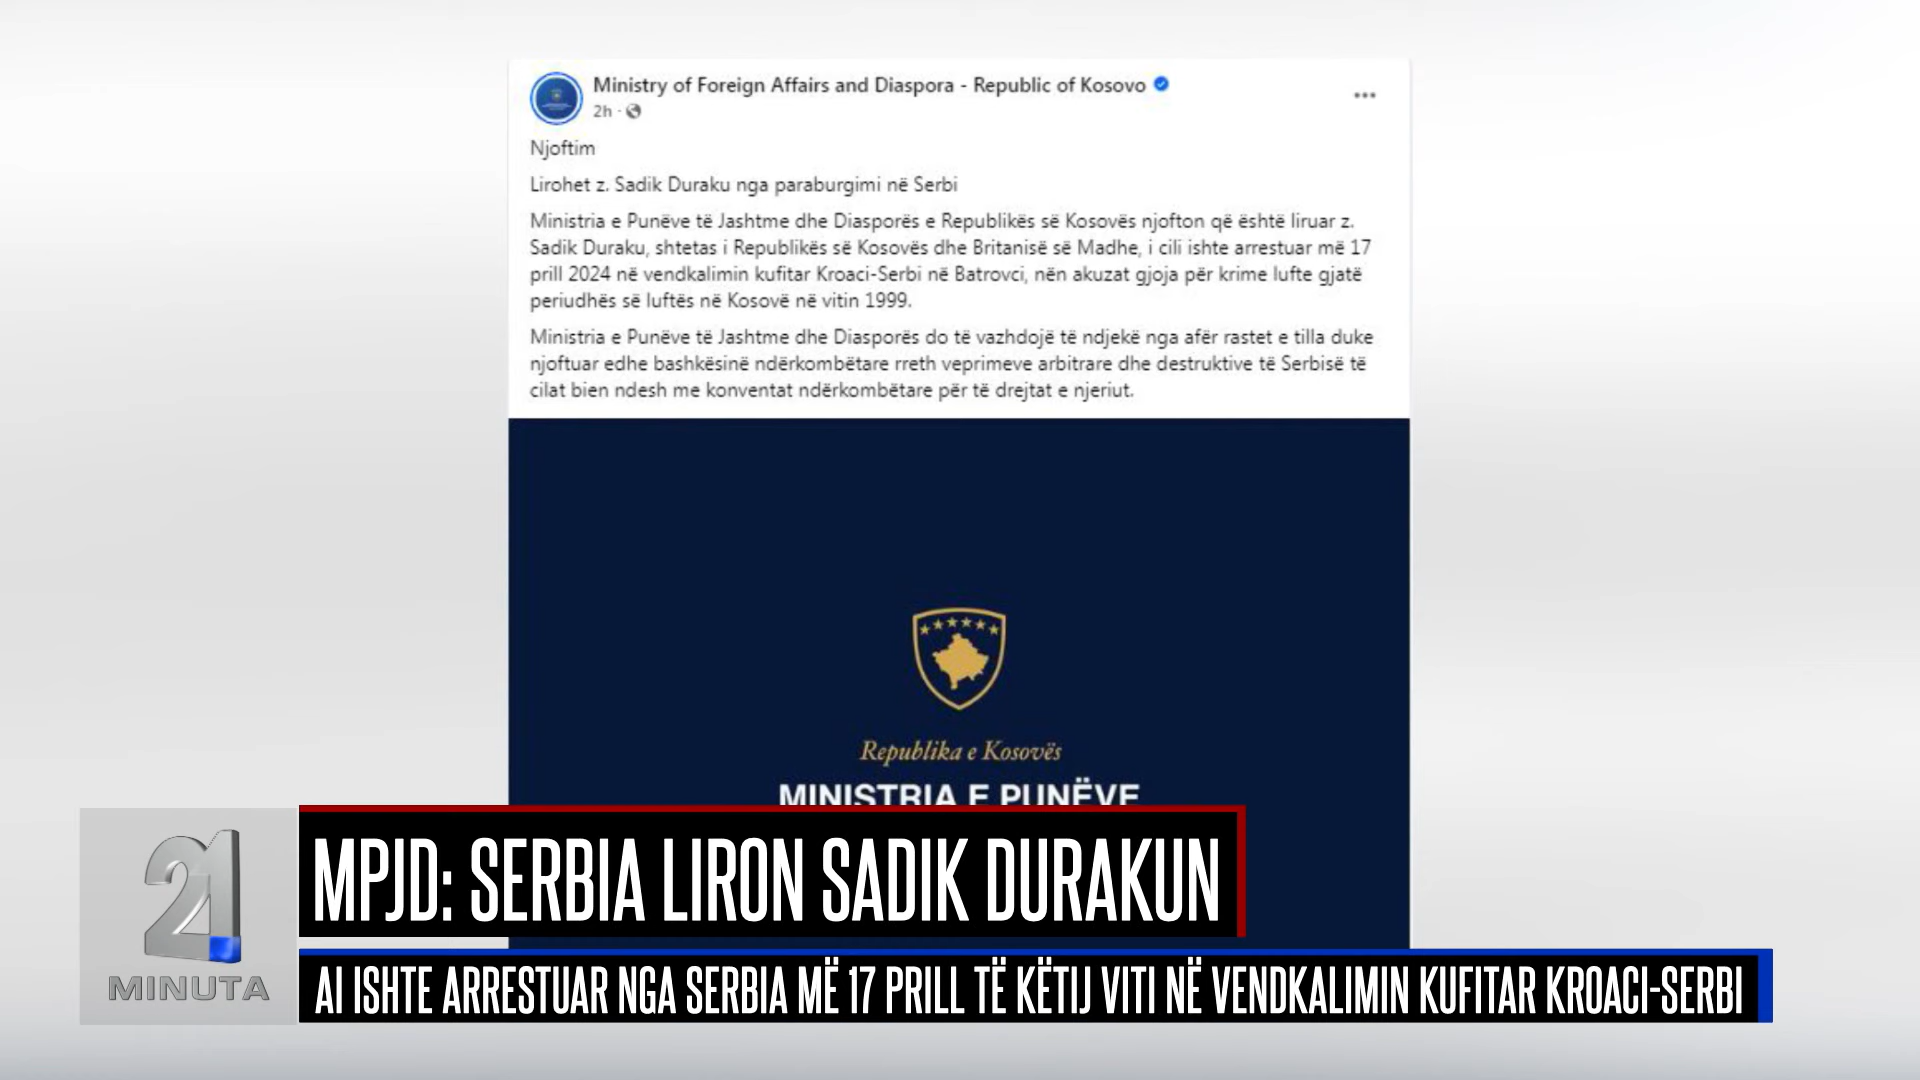 Ministry of Foreign Affairs and Diaspora - Republic of Kosovo
2h ·
Njoftim
Lirohet z. Sadik Duraku nga paraburgimi në Serbi
Ministria e Punëve të Jashtme dhe Diasporës e Republikës së Kosovës njofton që është liruar z.
Sadik Duraku, shtetas i Republikës së Kosovës dhe Britanisë së Madhe, i cili ishte arrestuar më 17
prill 2024 në vendkalimin kufitar Kroaci-Serbi në Batrovci, nën akuzat gjoja për krime lufte gjatë
periudhës së luftës në Kosovë në vitin 1999.
Ministria e Punëve të Jashtme dhe Diasporës do të vazhdojë të ndjekë nga afër rastet e tilla duke
njoftuar edhe bashkësinë ndërkombëtare rreth veprimeve arbitrare dhe destruktive të Serbisë të
cilat bien ndesh me konventat ndërkombëtare për të drejtat e njeriut.
Republika e Kosovës
MINISTRIA E PUNËVE
21
MINUTA
MPJD: SERBIA LIRON SADIK DURAKUN
AI ISHTE ARRESTUAR NGA SERBIA MË 17 PRILL TË KËTIJ VITI NË VENDKALIMIN KUFITAR KROACI-SERBI